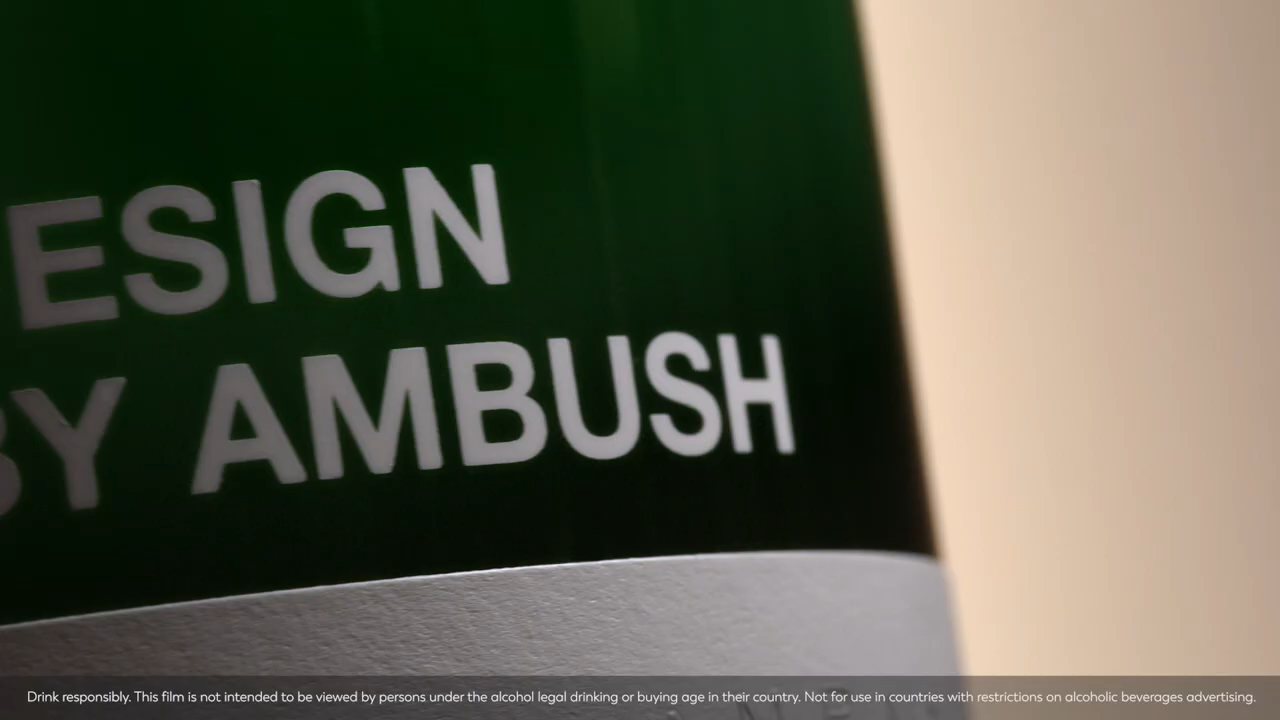 ESIGN
BY AMBUSH
Drink responsibly. This film is not intended to be viewed by persons under the alcohol legal drinking or buying age in their country. Not for use in countries with restrictions on alcoholic beverages advertising.